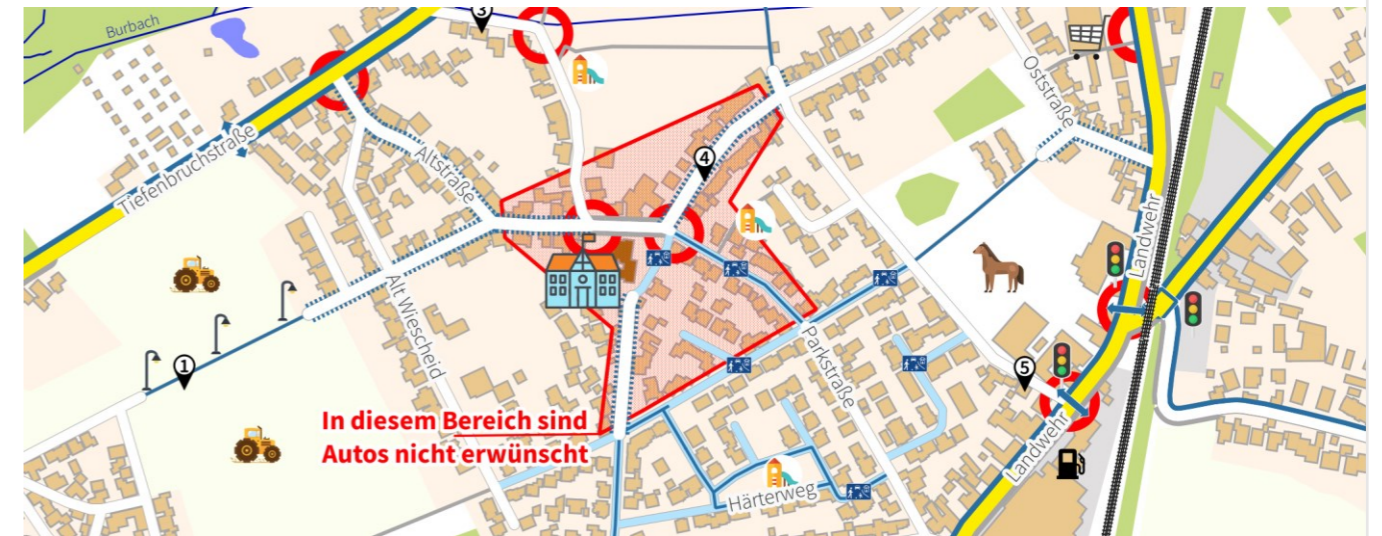 Burbach
3
Tiefenbruchstraße
Altstraße
4
Oststraße
Landwehr
Alt Wiescheid
1
Parkstraße
5
In diesem Bereich sind
Autos nicht erwünscht
Landwehr
Härterweg